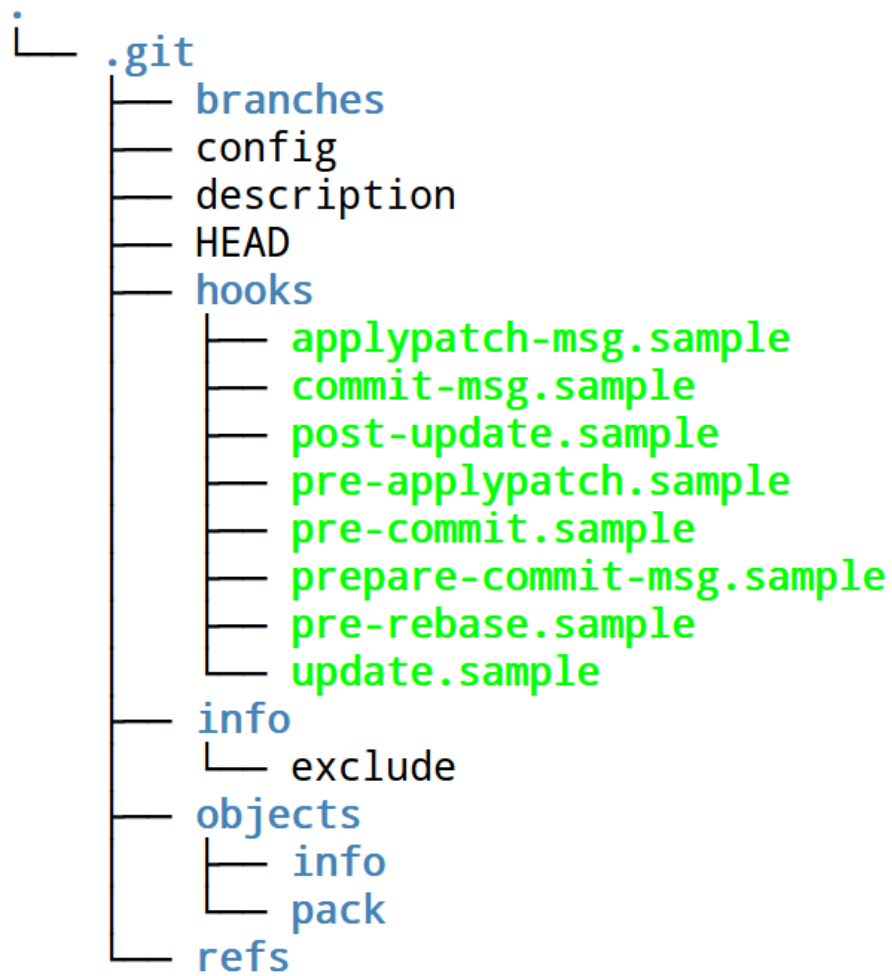 .
└── .git
    ├── branches
    ├── config
    ├── description
    ├── HEAD
    ├── hooks
    │   ├── applypatch-msg.sample
    │   ├── commit-msg.sample
    │   ├── post-update.sample
    │   ├── pre-applypatch.sample
    │   ├── pre-commit.sample
    │   ├── prepare-commit-msg.sample
    │   ├── pre-rebase.sample
    │   └── update.sample
    ├── info
    │   └── exclude
    ├── objects
    │   ├── info
    │   └── pack
    └── refs